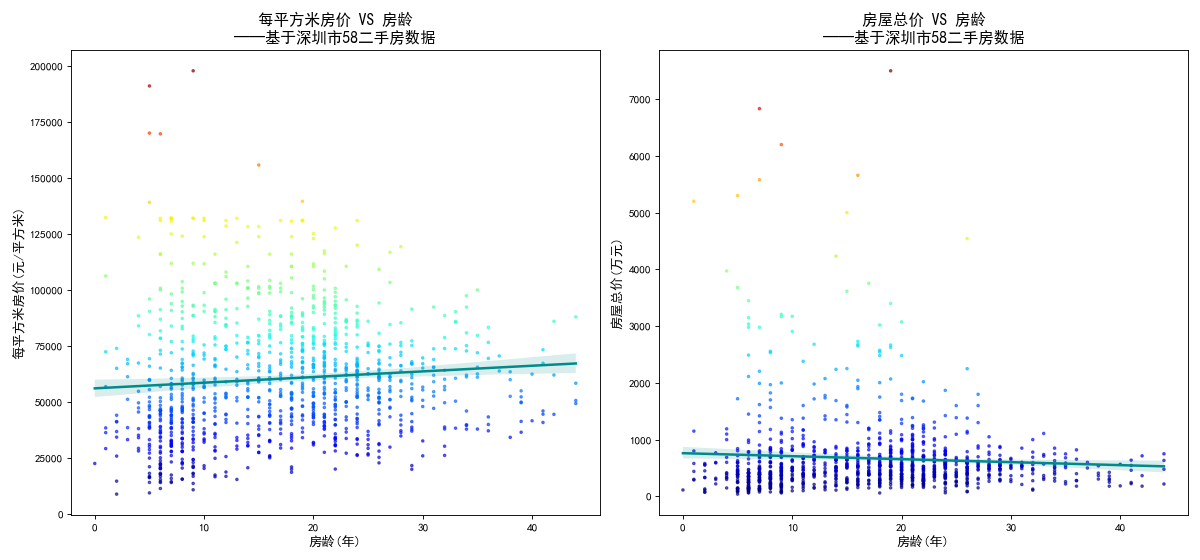 每平方米房价 VS 房龄
——基于深圳市58二手房数据
200000
175000
150000
125000
100000
75000
50000
25000
0
每平方米房价(元/平方米)
0 10 20 30 40
房龄(年)
房屋总价 VS 房龄
——基于深圳市58二手房数据
7000
6000
5000
4000
3000
2000
1000
0
房屋总价(万元)
0 10 20 30 40
房龄(年)